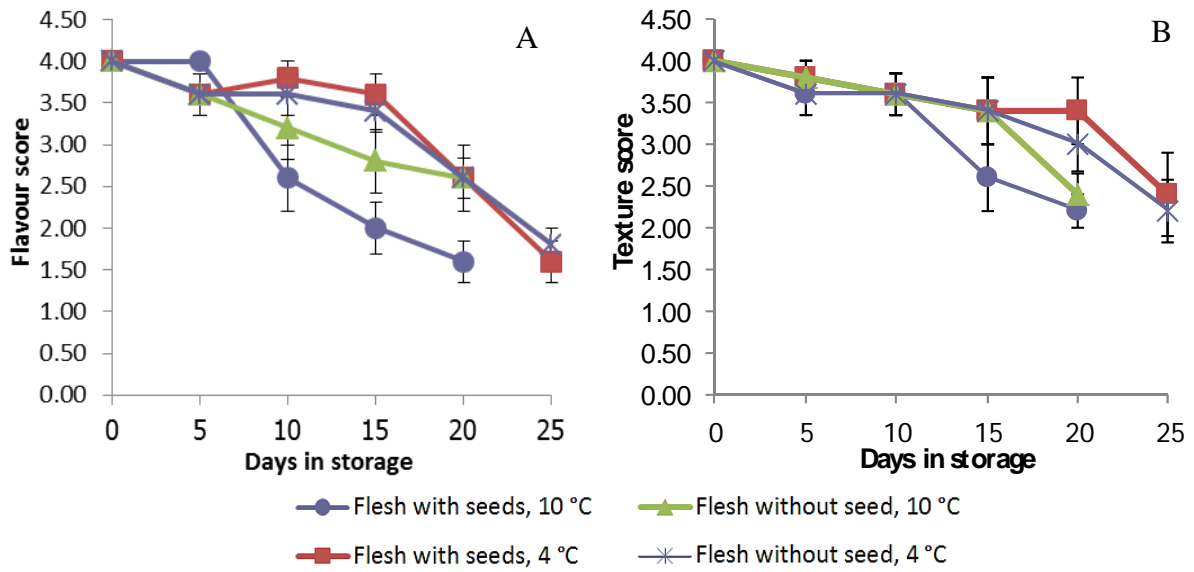 A
Flavour score
4.50
4.00
3.50
3.00
2.50
2.00
1.50
1.00
0.50
0.00
0 5 10 15 20 25
Days in storage
B
Texture score
4.50
4.00
3.50
3.00
2.50
2.00
1.50
1.00
0.50
0.00
0 5 10 15 20 25
Days in storage
Flesh with seeds, 10 °C
Flesh without seed, 10 °C
Flesh with seeds, 4 °C
Flesh without seed, 4 °C